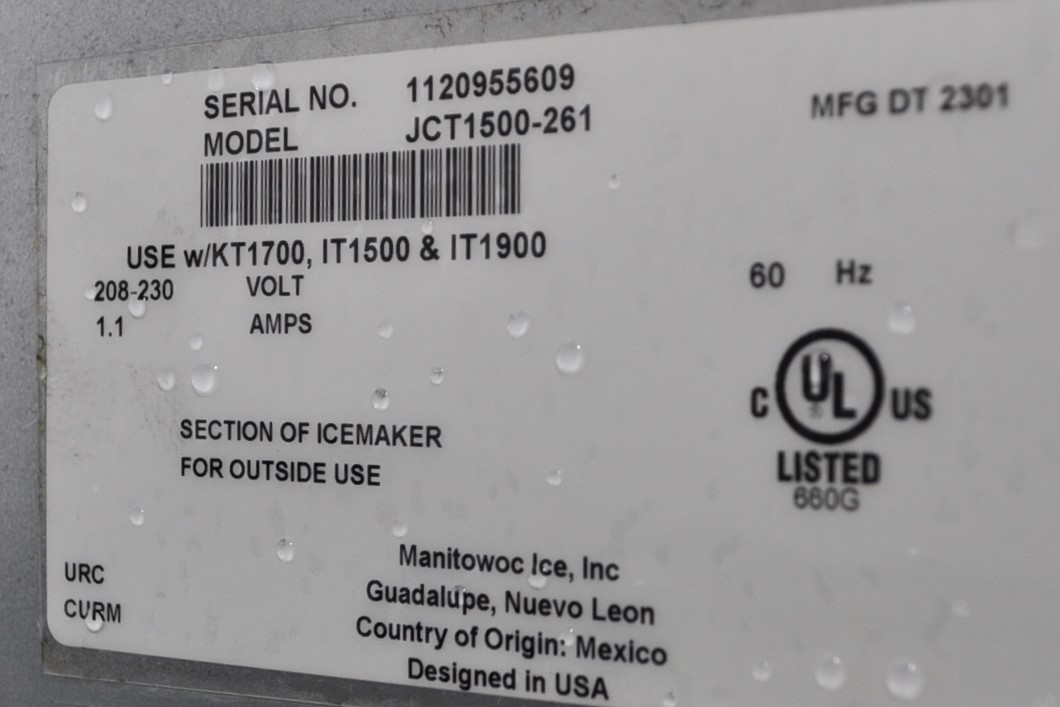 SERIAL NO. 1120955609
MFG DT 2301
MODEL JCT1500-261
USE w/KT1700, IT1500 & IT1900
208-230 VOLT 60 Hz
1.1 AMPS
C UL US
LISTED
660G
SECTION OF ICEMAKER
FOR OUTSIDE USE
URC
CURM
Manitowoc Ice, Inc
Guadalupe, Nuevo Leon
Country of Origin: Mexico
Designed in USA